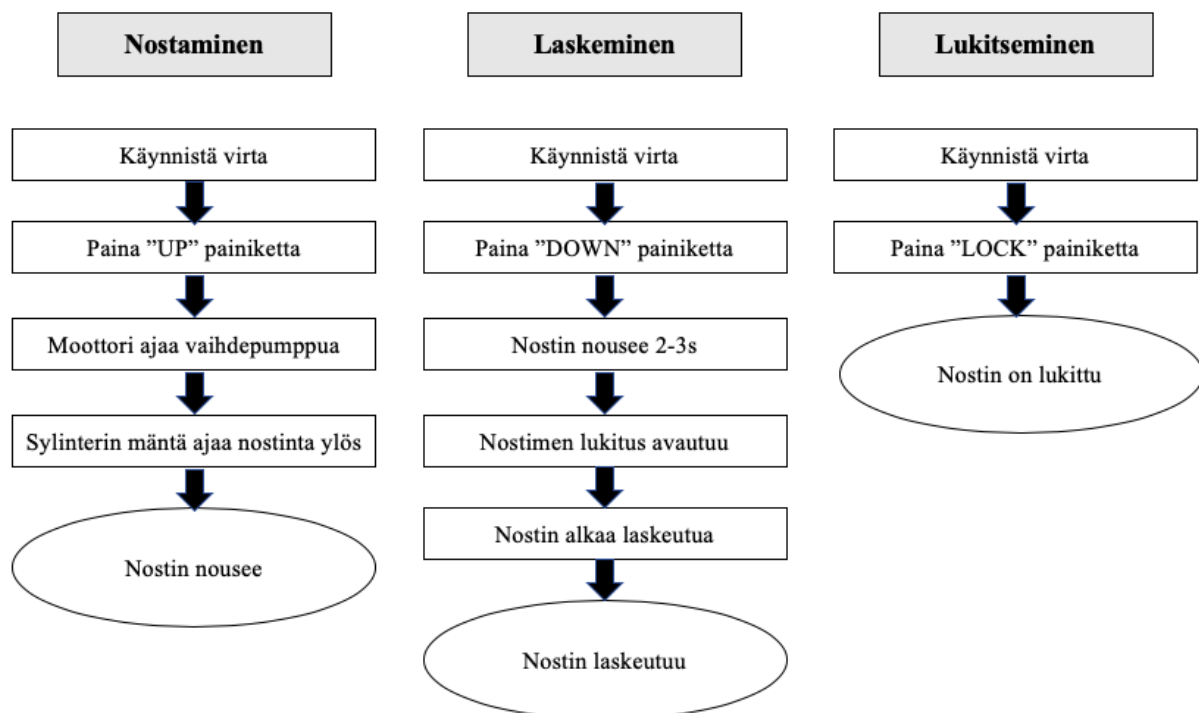 Nostaminen
Käynnistä virta
Paina ”UP” painiketta
Moottori ajaa vaihdepumppua
Sylinterin mäntä ajaa nostinta ylös
Nostin nousee
Laskeminen
Käynnistä virta
Paina ”DOWN” painiketta
Nostin nousee 2-3s
Nostimen lukitus avautuu
Nostin alkaa laskeutua
Nostin laskeutuu
Lukitseminen
Käynnistä virta
Paina ”LOCK” painiketta
Nostin on lukittu